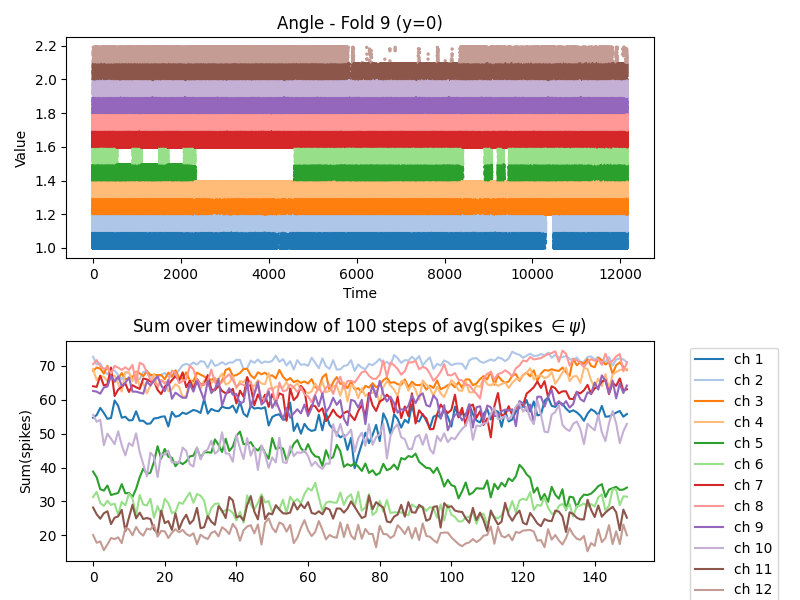 Angle - Fold 9 (y=0)
2.2
2.0
1.8
1.6
1.4
1.2
1.0
Value
0 2000 4000 6000 8000 10000 12000
Time
Sum over timewindow of 100 steps of avg(spikes ∈ ψ)
70
60
50
40
30
20
Sum(spikes)
0 20 40 60 80 100 120 140
ch 1
ch 2
ch 3
ch 4
ch 5
ch 6
ch 7
ch 8
ch 9
ch 10
ch 11
ch 12